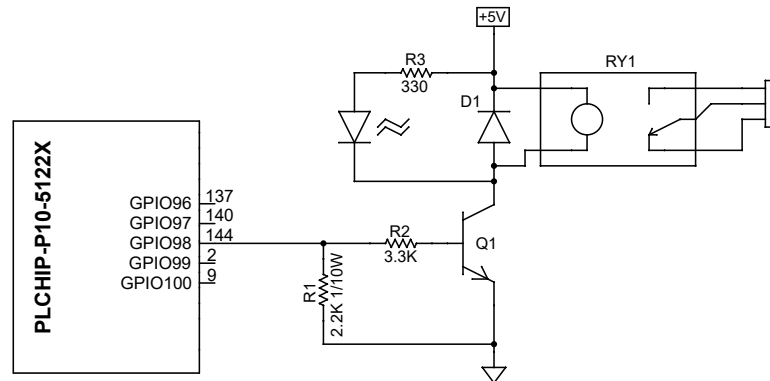 +5V
R3
330
RY1
D1
PLCHIP-P10-5122X
GPIO96 137
GPIO97 140
GPIO98 144
GPIO99 2
GPIO100 9
R2
3.3K
Q1
R1
2.2K 1/10W